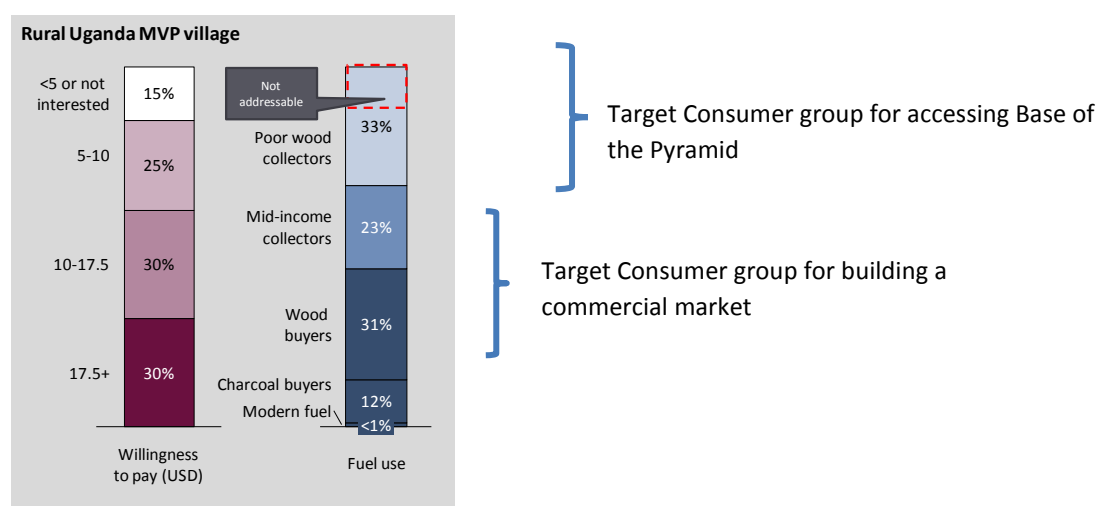 Rural Uganda MVP village
<5 or not
interested
15%
5-10
25%
10-17.5
30%
17.5+
30%
Willingness
to pay (USD)
Not
addressable
Poor wood
collectors
33%
Mid-income
collectors
23%
Wood
buyers
31%
Charcoal buyers
12%
Modern fuel
<1%
Fuel use
Target Consumer group for accessing Base of
the Pyramid
Target Consumer group for building a
commercial market